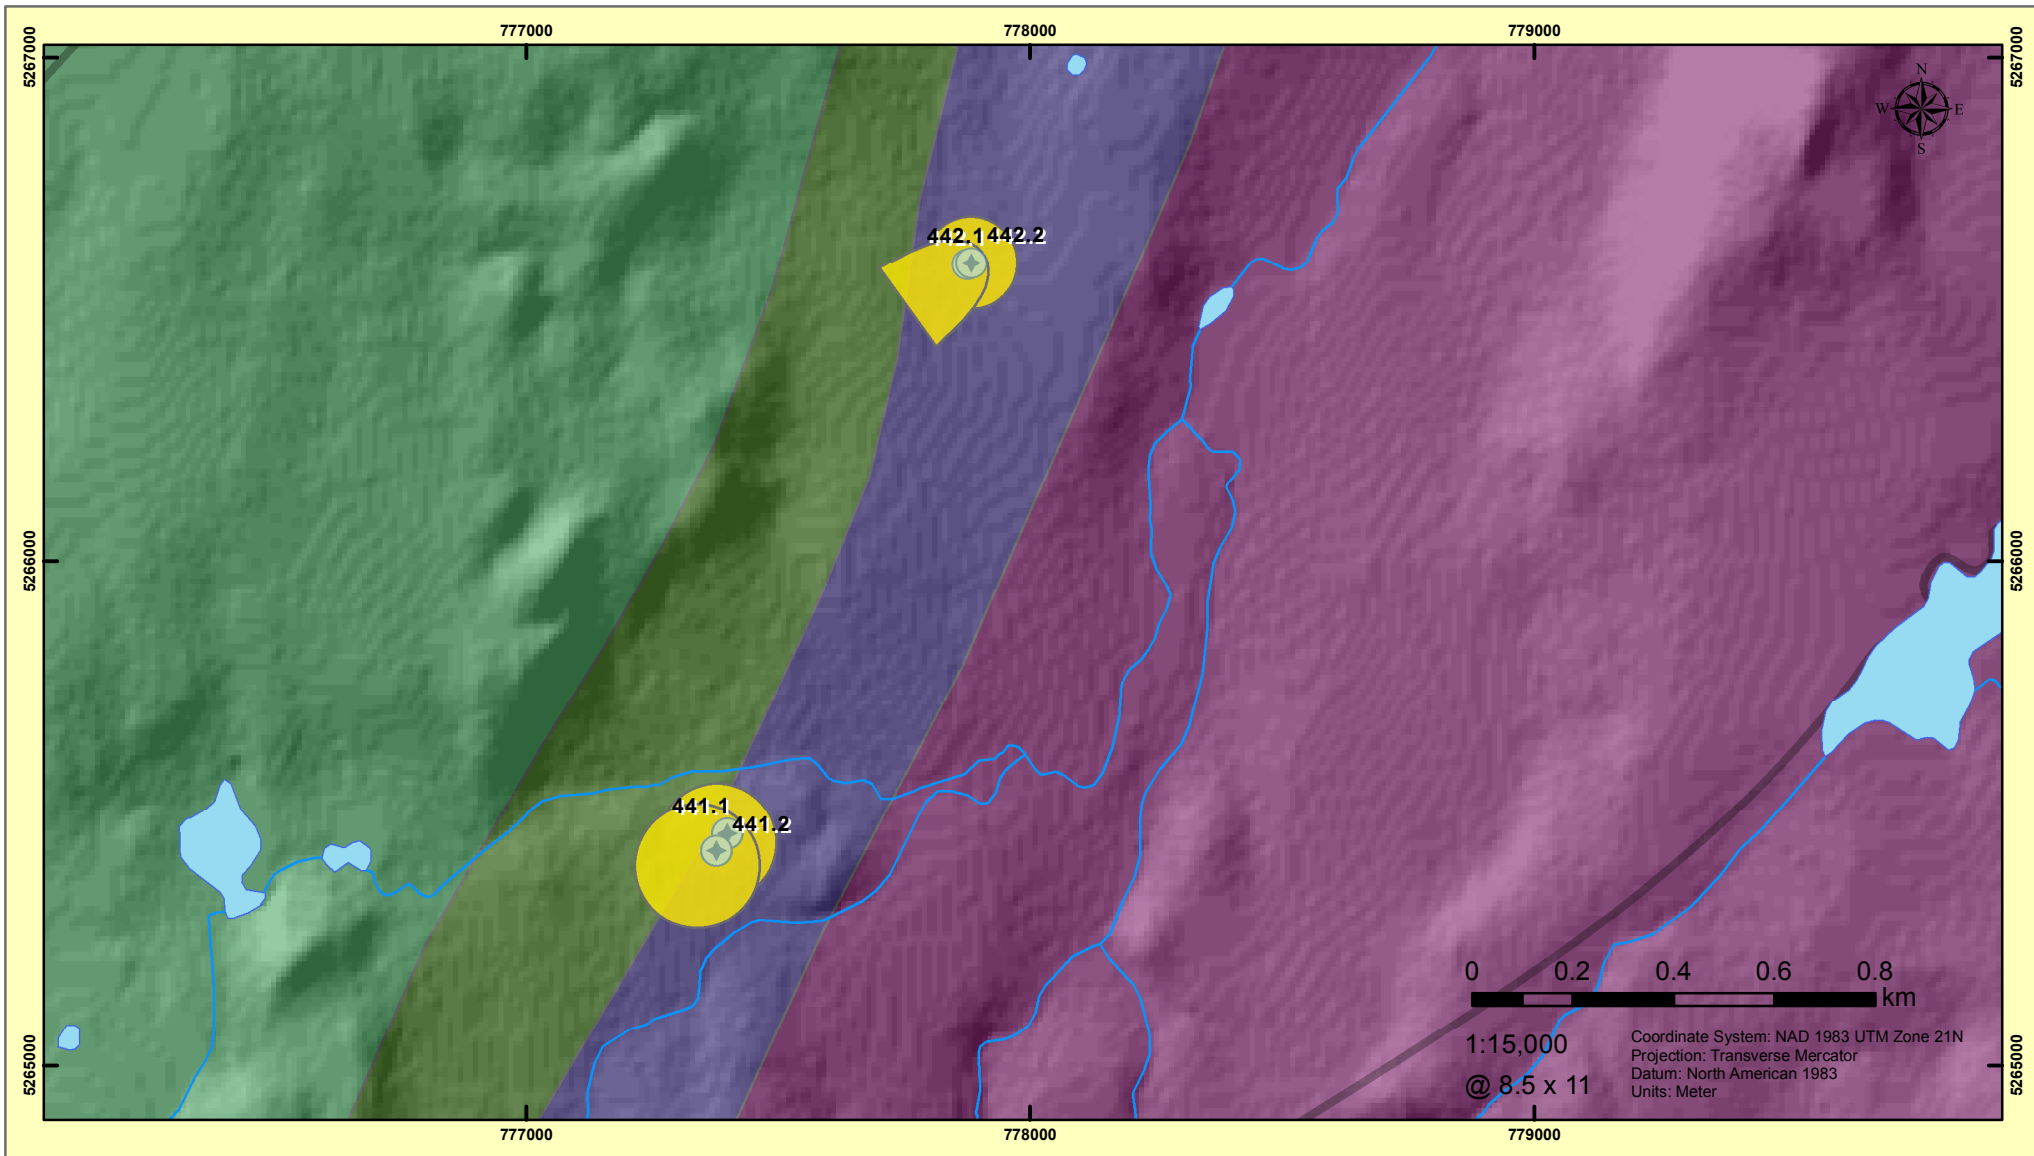 777000 778000 779000
5267000 5267000
N
W E
S
442.1 442.2
5266000 5266000
441.1
441.2
0 0.2 0.4 0.6 0.8
km
1:15,000
@ 8.5 x 11
Coordinate System: NAD 1983 UTM Zone 21N
Projection: Transverse Mercator
Datum: North American 1983
Units: Meter
5265000 5265000
777000 778000 779000